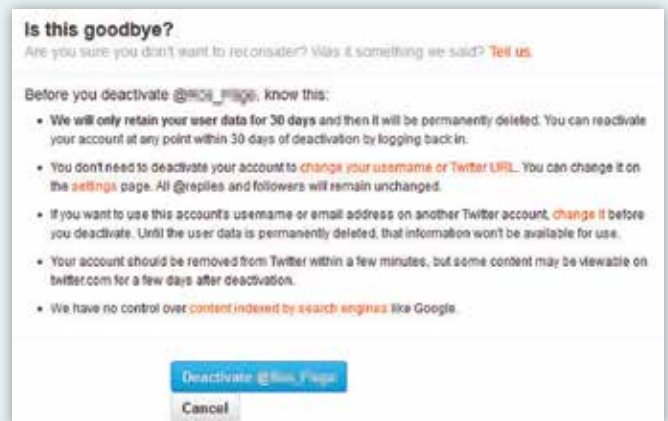 Is this goodbye?
Are you sure you don't want to reconsider? Was it something we said? Tell us.
Before you deactivate @ , know this:
• We will only retain your user data for 30 days and then it will be permanently deleted. You can reactivate
your account at any point within 30 days of deactivation by logging back in.
• You don't need to deactivate your account to change your username or Twitter URL. You can change it on
the settings page. All @replies and followers will remain unchanged.
• If you want to use this account's username or email address on another Twitter account, change it before
you deactivate. Until the user data is permanently deleted, that information won't be available for use.
• Your account should be removed from Twitter within a few minutes, but some content may be viewable on
twitter.com for a few days after deactivation.
• We have no control over content indexed by search engines like Google.
Deactivate @
Cancel